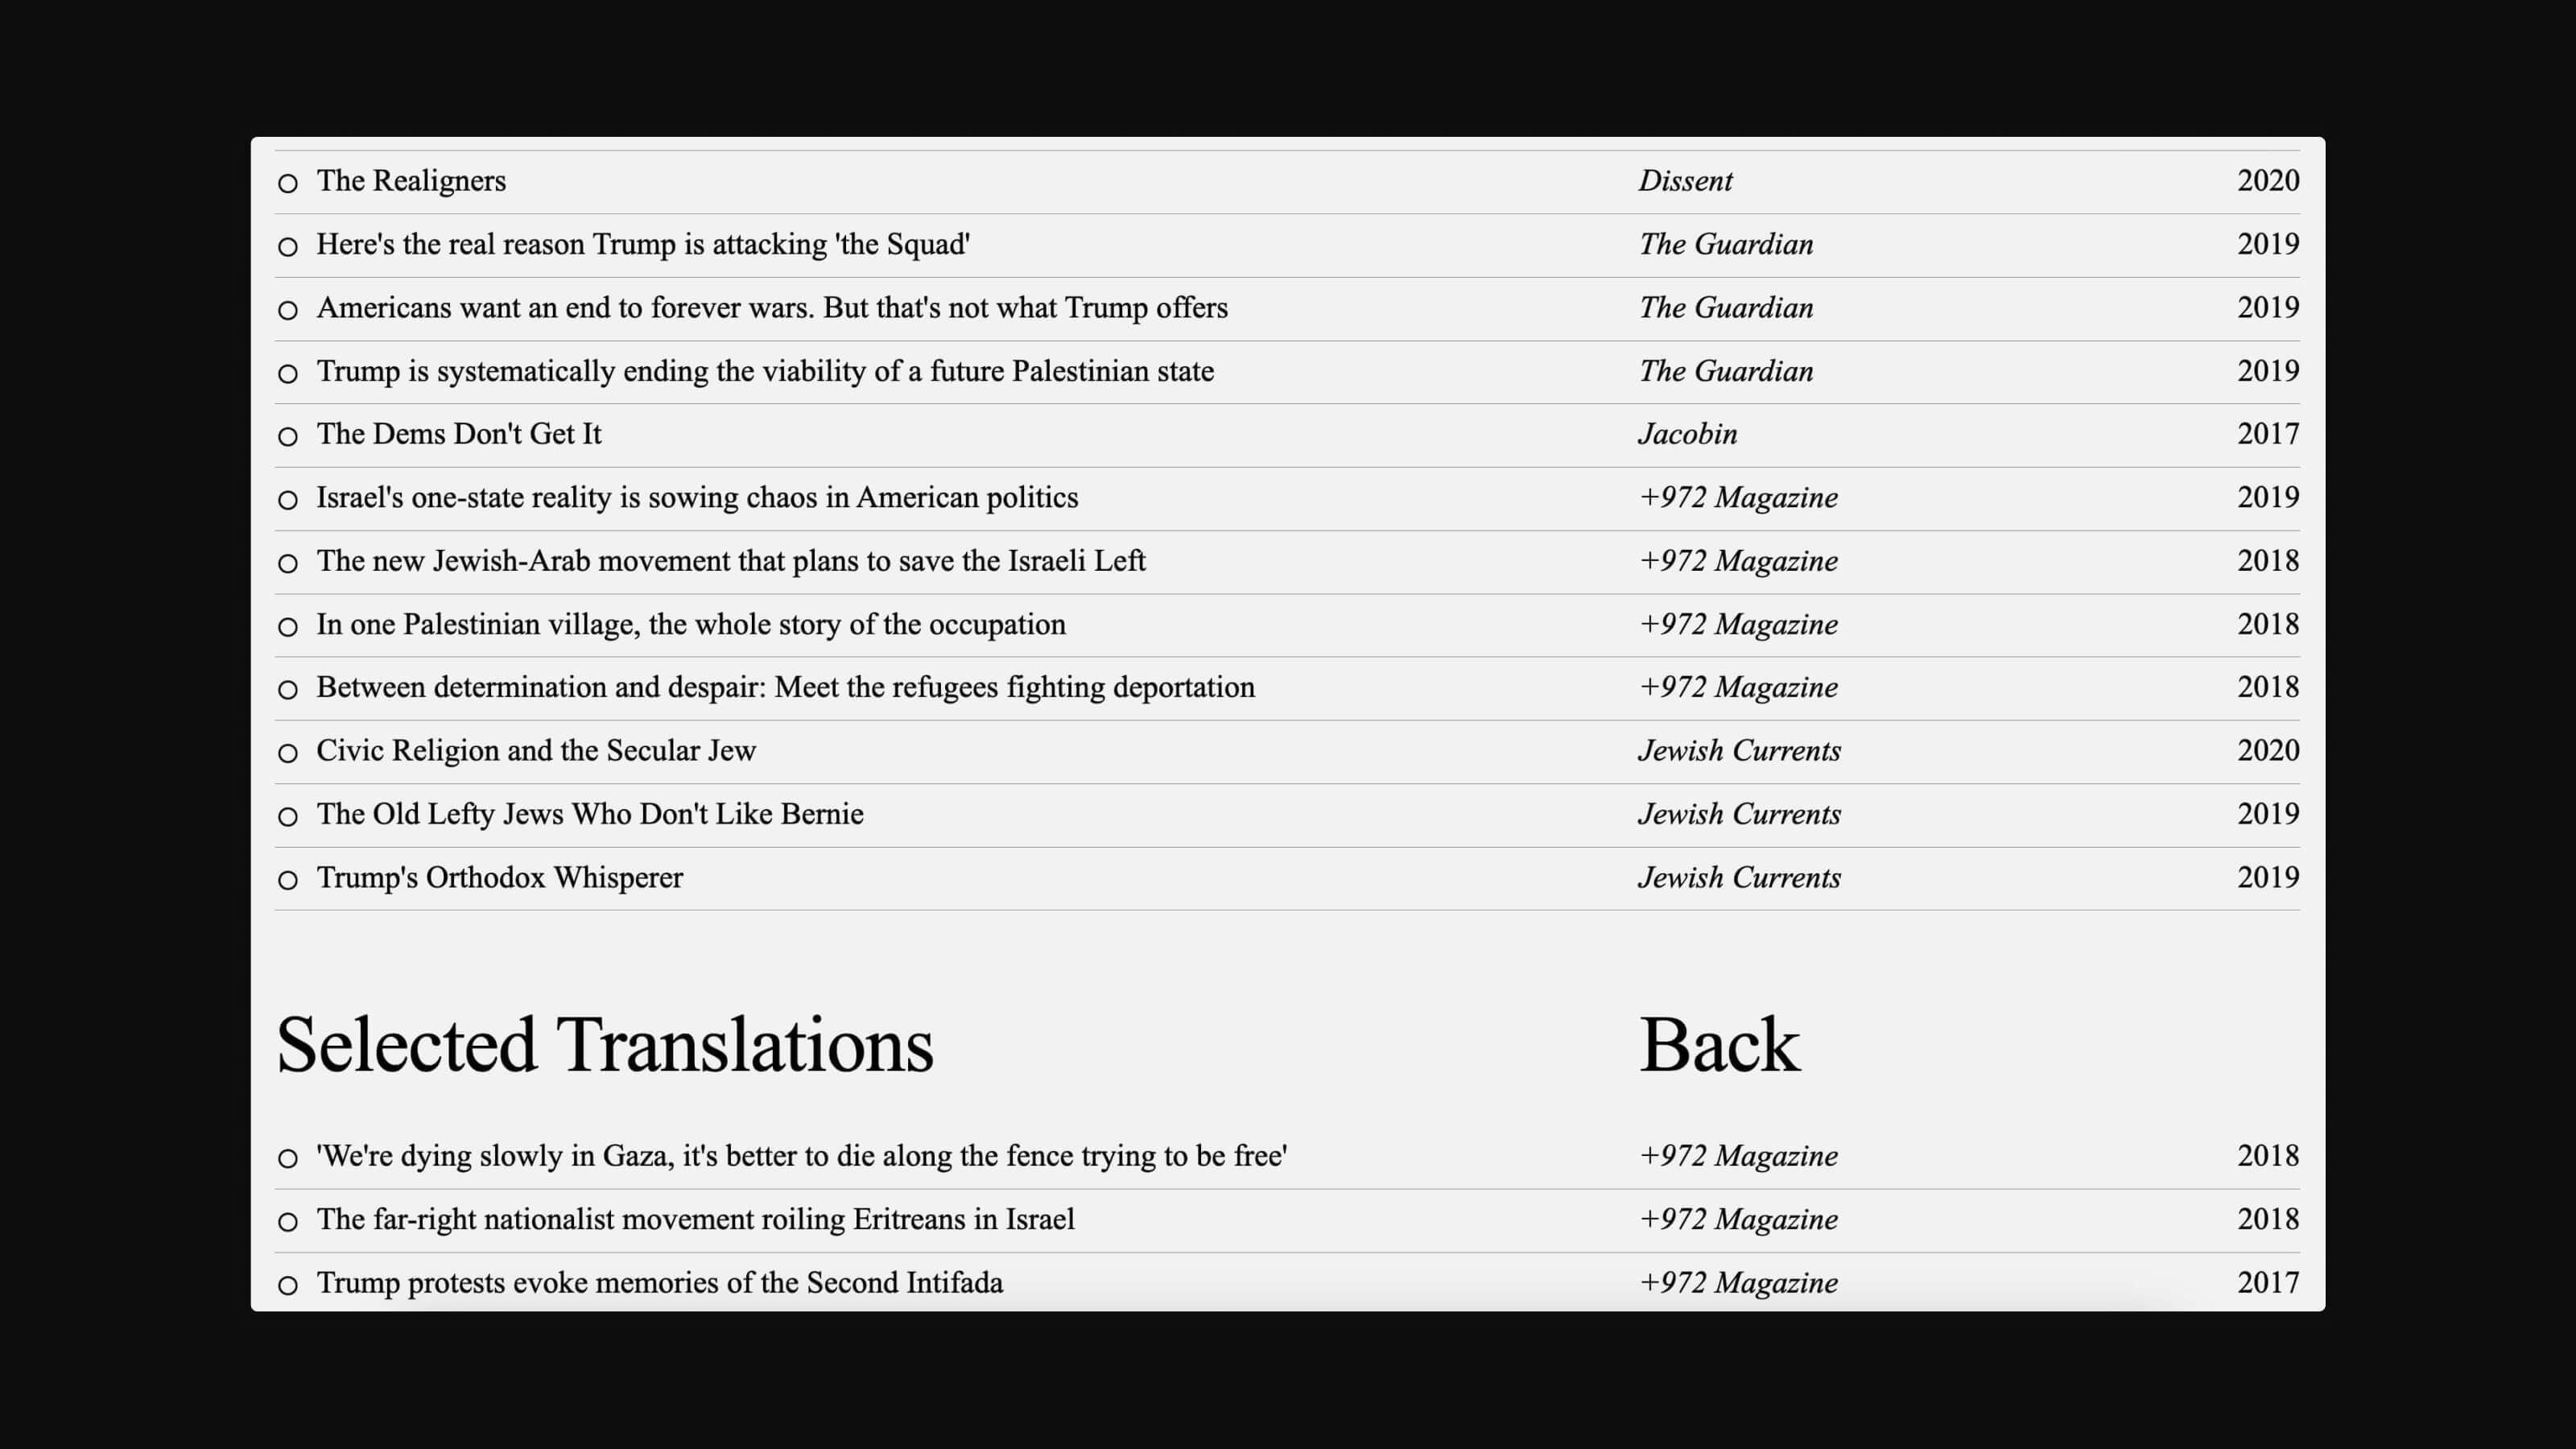 The Realigners Dissent 2020
Here's the real reason Trump is attacking 'the Squad' The Guardian 2019
Americans want an end to forever wars. But that's not what Trump offers The Guardian 2019
Trump is systematically ending the viability of a future Palestinian state The Guardian 2019
The Dems Don't Get It Jacobin 2017
Israel's one-state reality is sowing chaos in American politics +972 Magazine 2019
The new Jewish-Arab movement that plans to save the Israeli Left +972 Magazine 2018
In one Palestinian village, the whole story of the occupation +972 Magazine 2018
Between determination and despair: Meet the refugees fighting deportation +972 Magazine 2018
Civic Religion and the Secular Jew Jewish Currents 2020
The Old Lefty Jews Who Don't Like Bernie Jewish Currents 2019
Trump's Orthodox Whisperer Jewish Currents 2019
Selected Translations Back
'We're dying slowly in Gaza, it's better to die along the fence trying to be free' +972 Magazine 2018
The far-right nationalist movement roiling Eritreans in Israel +972 Magazine 2018
Trump protests evoke memories of the Second Intifada +972 Magazine 2017